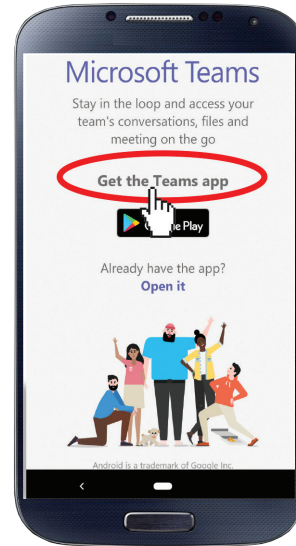 Microsoft Teams
Stay in the loop and access your
team's conversations, files and
meeting on the go
Get the Teams app
Play
Already have the app?
Open it
Android is a trademark of Google Inc.